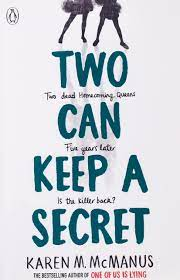 TWO
Two dead Homecoming Queens
CAN
Five years later
KEEP A
Is the killer back?
SECRET
KAREN M. McMANUS
THE BESTSELLING AUTHOR OF ONE OF US IS LYING